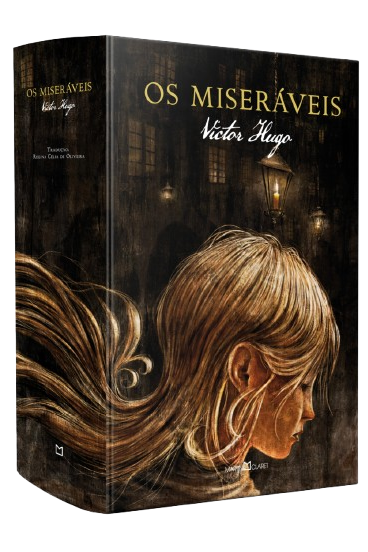 OS MISERÁVEIS
Victor Hugo
TRADUÇÃO:
REGINA CÉLIA DE OLIVEIRA
OS MISERÁVEIS
Victor Hugo
MARTIN CLARET